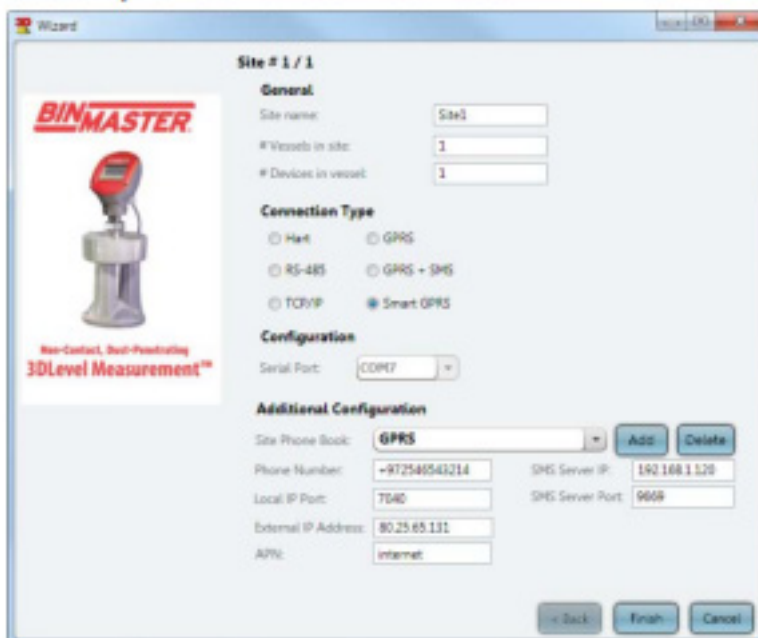 Wizard
Site # 1 / 1
General
Site name: Site1
# Vessels in site: 1
# Devices in vessel: 1
BINMASTER
Connection Type
Hart GPRS
RS-485 GPRS + SMS
TCP/IP Smart GPRS
Configuration
Non-Contact, Dust-Penetrating
3DLevel Measurement™
Serial Port: COM7
Additional Configuration
Site Phone Book: GPRS Add Delete
Phone Number: +972546543214 SMS Server IP: 192.168.1.120
Local IP Port: 7040 SMS Server Port: 9669
External IP Address: 80.25.65.131
APN: internet
< Back Finish Cancel